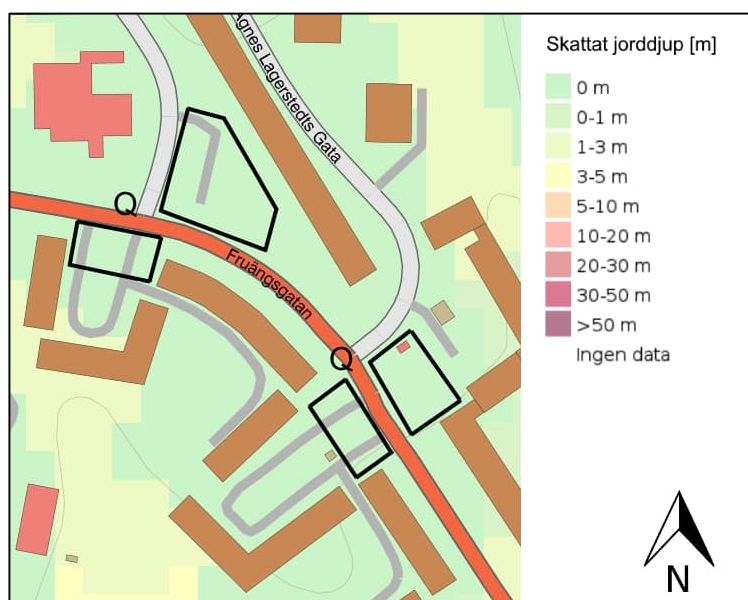 Agnes Lagerstedts Gata
Q
Fruängsgatan
Q
Skattat jorddjup [m]
0 m
0-1 m
1-3 m
3-5 m
5-10 m
10-20 m
20-30 m
30-50 m
>50 m
Ingen data
N